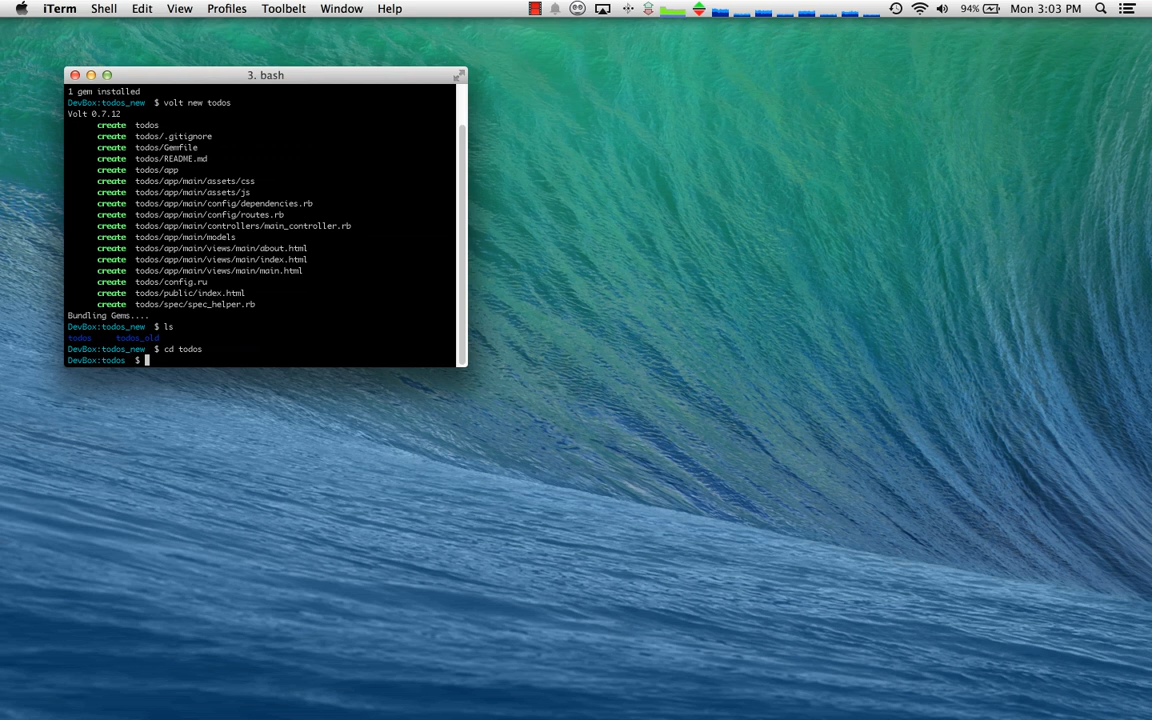 iTerm Shell Edit View Profiles Toolbelt Window Help 94% Mon 3:03 PM
3. bash
1 gem installed
DevBox:todos_new $ volt new todos
Volt 0.7.12
create todos
create todos/.gitignore
create todos/Gemfile
create todos/README.md
create todos/app
create todos/app/main/assets/css
create todos/app/main/assets/js
create todos/app/main/config/dependencies.rb
create todos/app/main/config/routes.rb
create todos/app/main/controllers/main_controller.rb
create todos/app/main/models
create todos/app/main/views/main/about.html
create todos/app/main/views/main/index.html
create todos/app/main/views/main/main.html
create todos/config.ru
create todos/public/index.html
create todos/spec/spec_helper.rb
Bundling Gems....
DevBox:todos_new $ ls
todos todos_old
DevBox:todos_new $ cd todos
DevBox:todos $